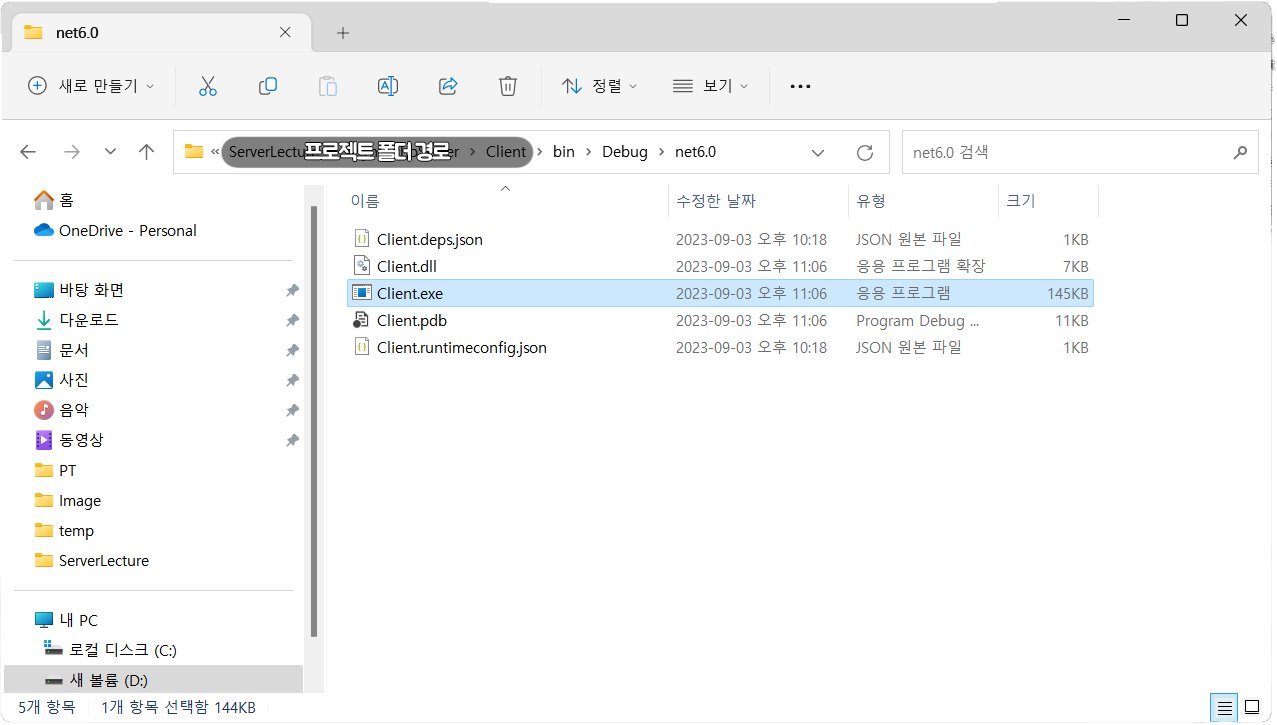 net6.0
새로 만들기
정렬
보기
« ServerLectu 프로젝트 폴더 경로 er › Client › bin › Debug › net6.0
net6.0 검색
홈
OneDrive - Personal
바탕 화면
다운로드
문서
사진
음악
동영상
PT
Image
temp
ServerLecture
내 PC
로컬 디스크 (C:)
새 볼륨 (D:)
이름 수정한 날짜 유형 크기
Client.deps.json 2023-09-03 오후 10:18 JSON 원본 파일 1KB
Client.dll 2023-09-03 오후 11:06 응용 프로그램 확장 7KB
Client.exe 2023-09-03 오후 11:06 응용 프로그램 145KB
Client.pdb 2023-09-03 오후 11:06 Program Debug ... 11KB
Client.runtimeconfig.json 2023-09-03 오후 10:18 JSON 원본 파일 1KB
5개 항목 1개 항목 선택함 144KB